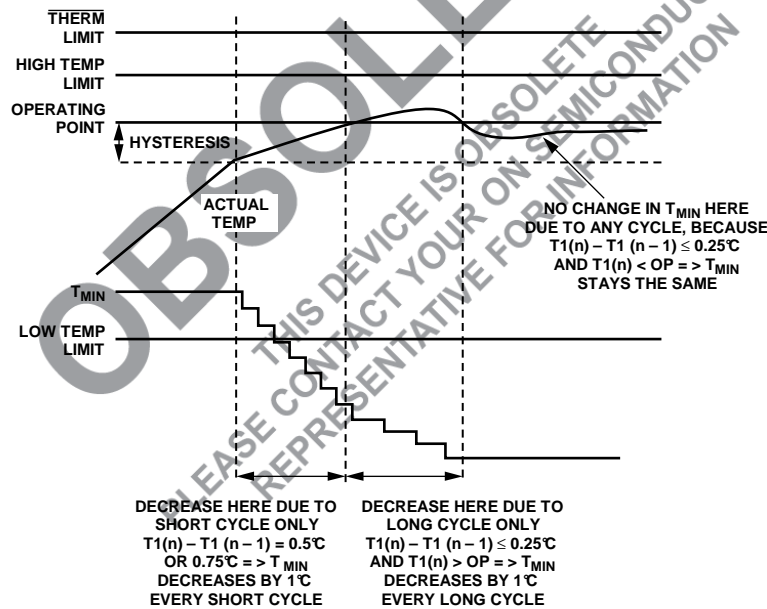 THERM
LIMIT
HIGH TEMP
LIMIT
OPERATING
POINT
HYSTERESIS
ACTUAL
TEMP
NO CHANGE IN TMIN HERE
DUE TO ANY CYCLE, BECAUSE
T1(n) – T1 (n – 1) ≤ 0.25°C
AND T1(n) < OP = > TMIN
STAYS THE SAME
TMIN
LOW TEMP
LIMIT
DECREASE HERE DUE TO
SHORT CYCLE ONLY
T1(n) – T1 (n – 1) = 0.5°C
OR 0.75°C = > TMIN
DECREASES BY 1°C
EVERY SHORT CYCLE
DECREASE HERE DUE TO
LONG CYCLE ONLY
T1(n) – T1 (n – 1) ≤ 0.25°C
AND T1(n) > OP = > TMIN
DECREASES BY 1°C
EVERY LONG CYCLE
THIS DEVICE IS OBSOLETE
PLEASE CONTACT YOUR ON SEMICONDUC
REPRESENTATIVE FOR INFORMATION
OBSOL